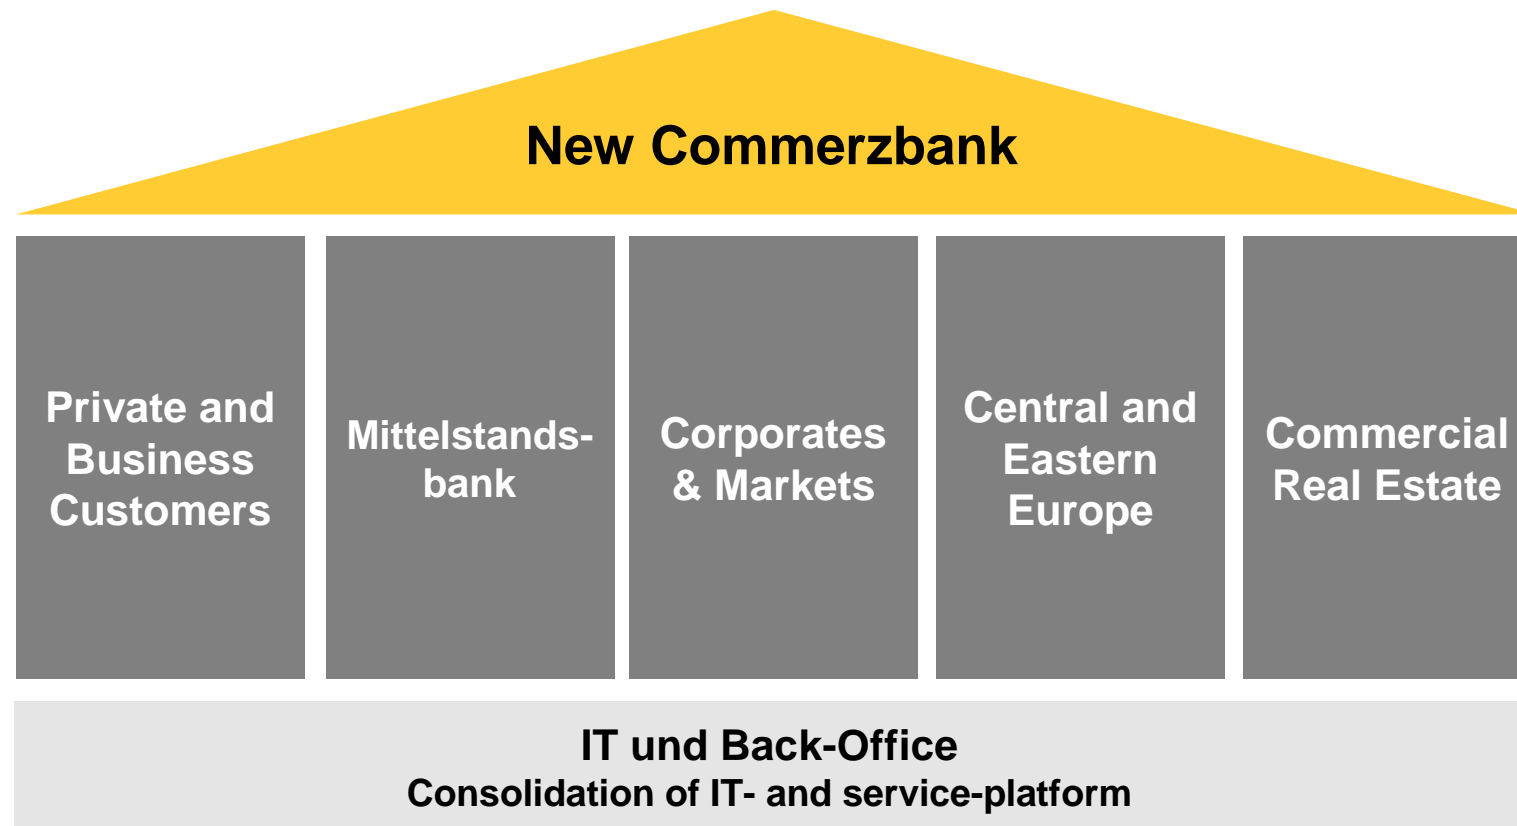 New Commerzbank
Private and
Business
Customers
Mittelstands-
bank
Corporates
& Markets
Central and
Eastern
Europe
Commercial
Real Estate
IT und Back-Office
Consolidation of IT- and service-platform